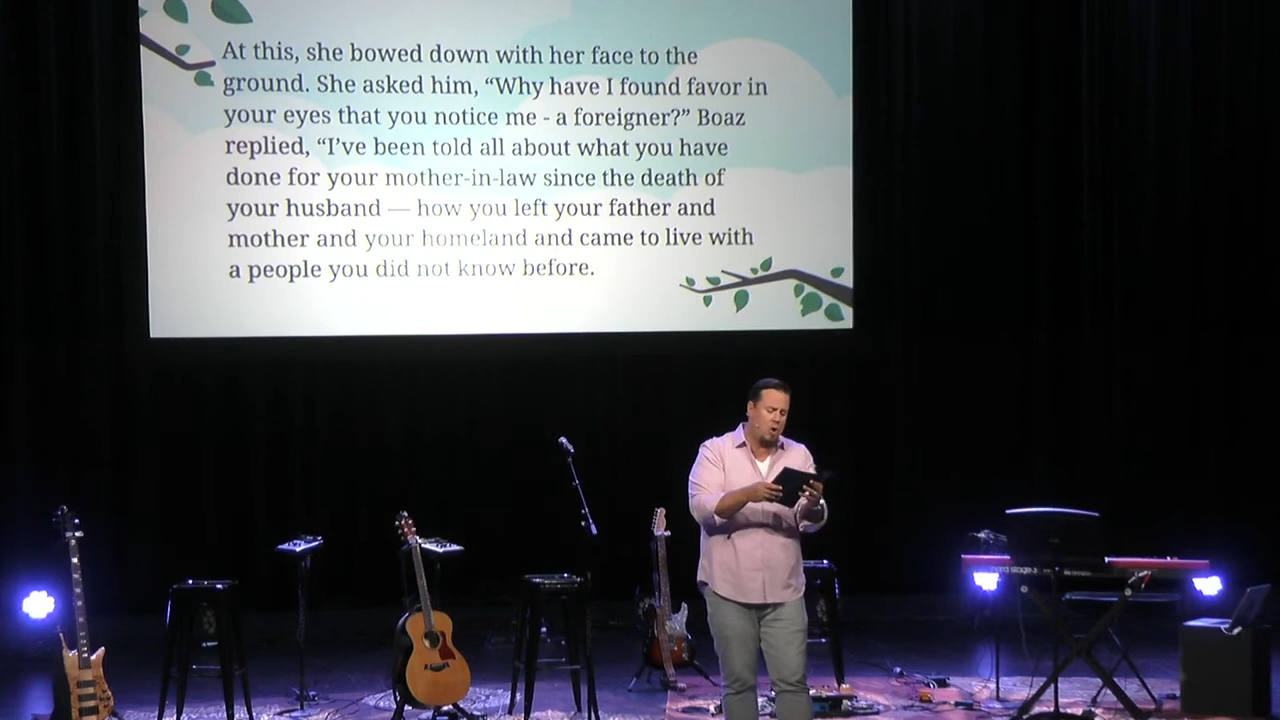 At this, she bowed down with her face to the
ground. She asked him, “Why have I found favor in
your eyes that you notice me - a foreigner?” Boaz
replied, “I’ve been told all about what you have
done for your mother-in-law since the death of
your husband — how you left your father and
mother and your homeland and came to live with
a people you did not know before.